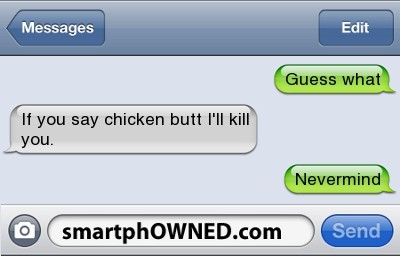 Messages
Edit
Guess what
If you say chicken butt I'll kill
you.
Nevermind
smartphOWNED.com
Send